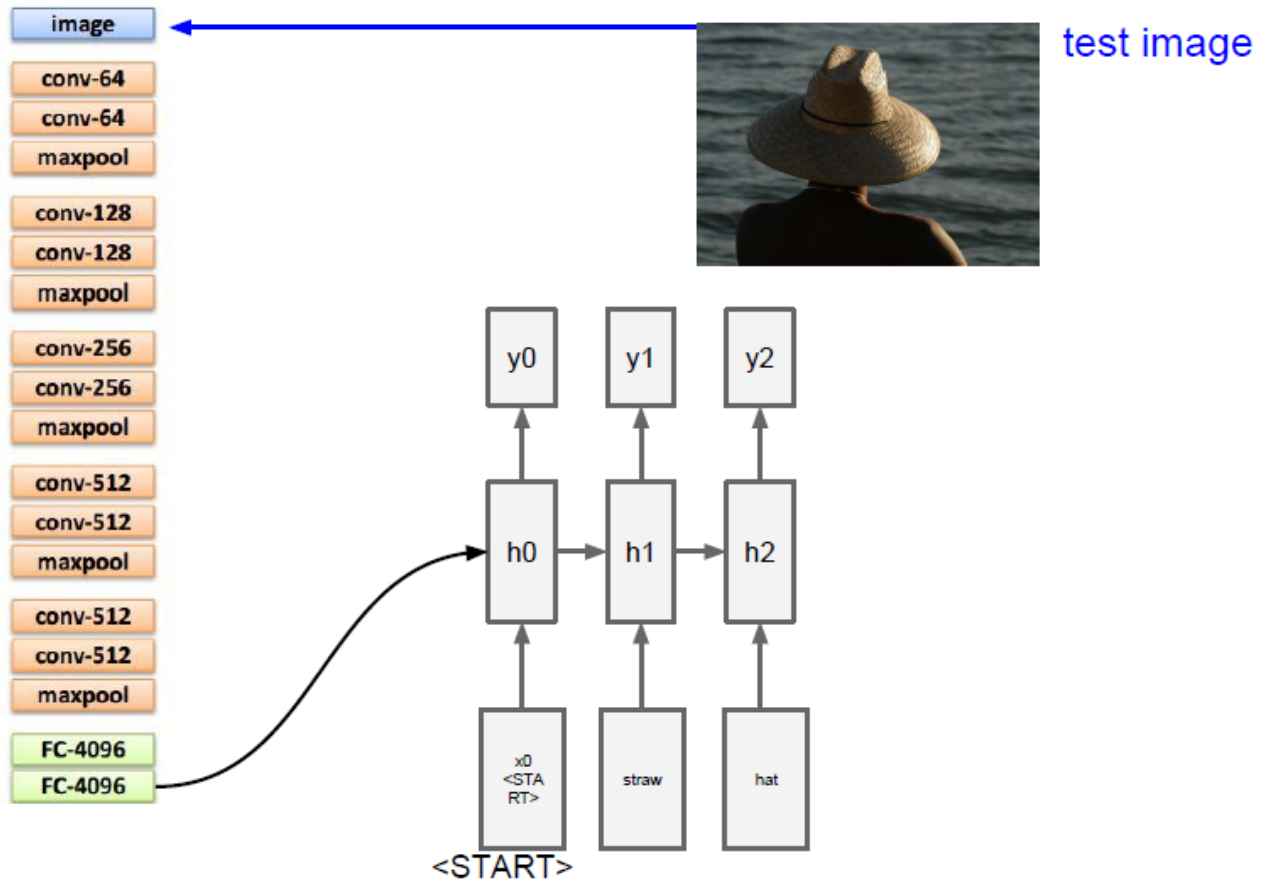 image
test image
conv-64
conv-64
maxpool
conv-128
conv-128
maxpool
conv-256
conv-256
maxpool
conv-512
conv-512
maxpool
conv-512
conv-512
maxpool
FC-4096
FC-4096
y0
y1
y2
h0
h1
h2
x0
<STA
RT>
straw
hat
<START>